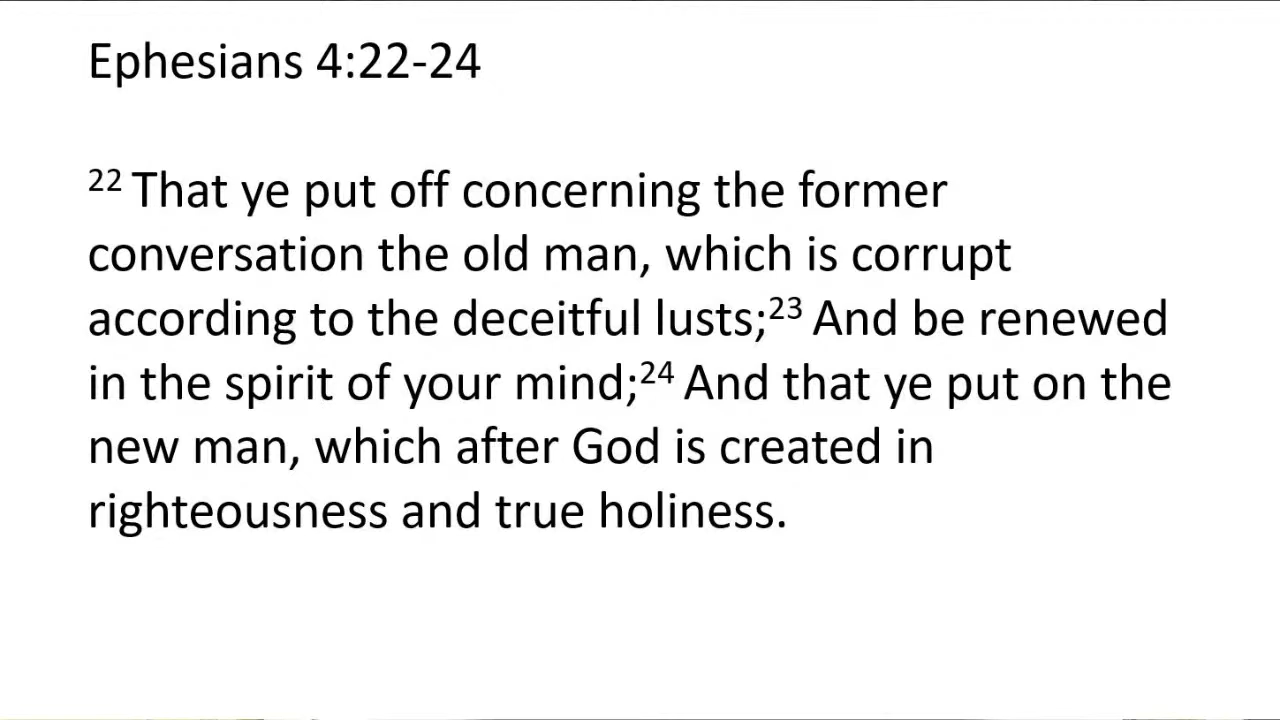 Ephesians 4:22-24
22 That ye put off concerning the former
conversation the old man, which is corrupt
according to the deceitful lusts;23 And be renewed
in the spirit of your mind;24 And that ye put on the
new man, which after God is created in
righteousness and true holiness.